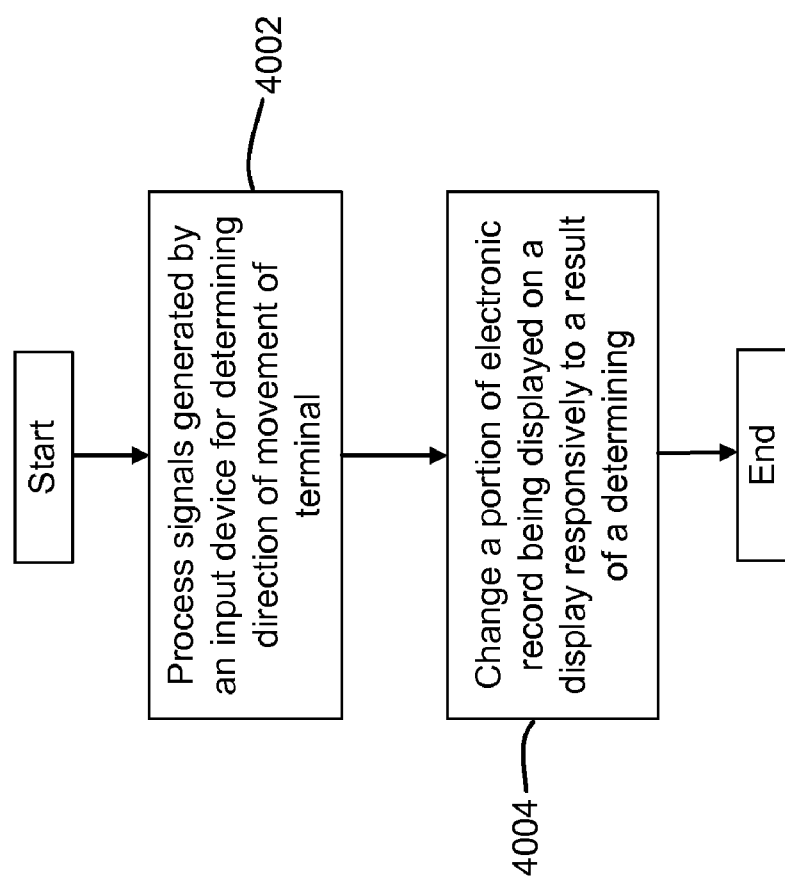 Start
Process signals generated by
an input device for determining
direction of movement of
terminal
4002
Change a portion of electronic
record being displayed on a
display responsively to a result
of a determining
4004
End